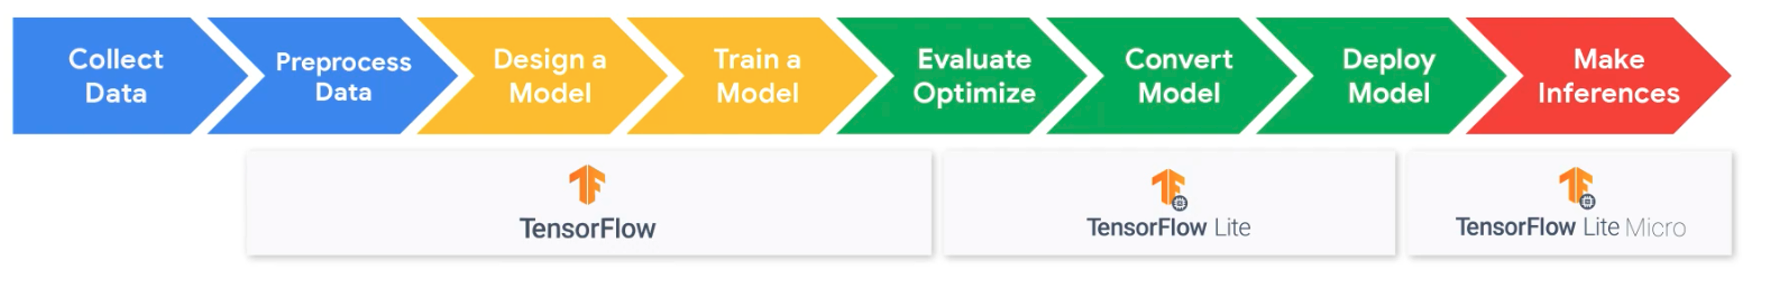 Collect
Data
Preprocess
Data
Design a
Model
Train a
Model
Evaluate
Optimize
Convert
Model
Deploy
Model
Make
Inferences
TensorFlow
TensorFlow Lite
TensorFlow Lite Micro